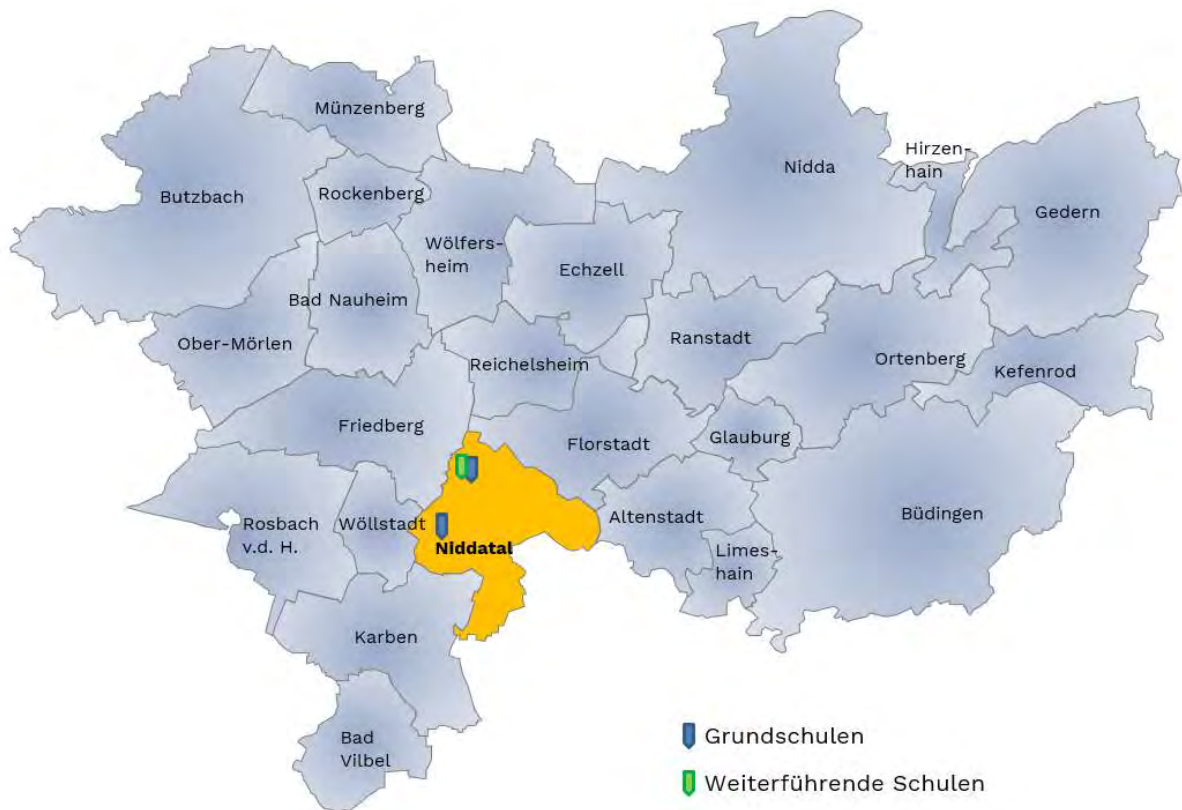 Münzenberg
Hirzen-
hain
Nidda
Butzbach
Rockenberg
Gedern
Wölfers-
heim
Echzell
Bad Nauheim
Ober-Mörlen
Ranstadt
Reichelsheim
Ortenberg
Kefenrod
Friedberg
Florstadt
Glauburg
Rosbach
v.d. H.
Wöllstadt
Altenstadt
Büdingen
Niddatal
Limes-
hain
Karben
Bad
Vilbel
Grundschulen
Weiterführende Schulen